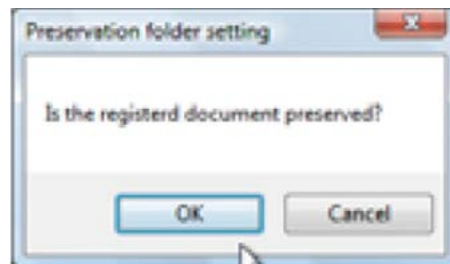 Preservation folder setting
Is the registerd document preserved?
OK
Cancel